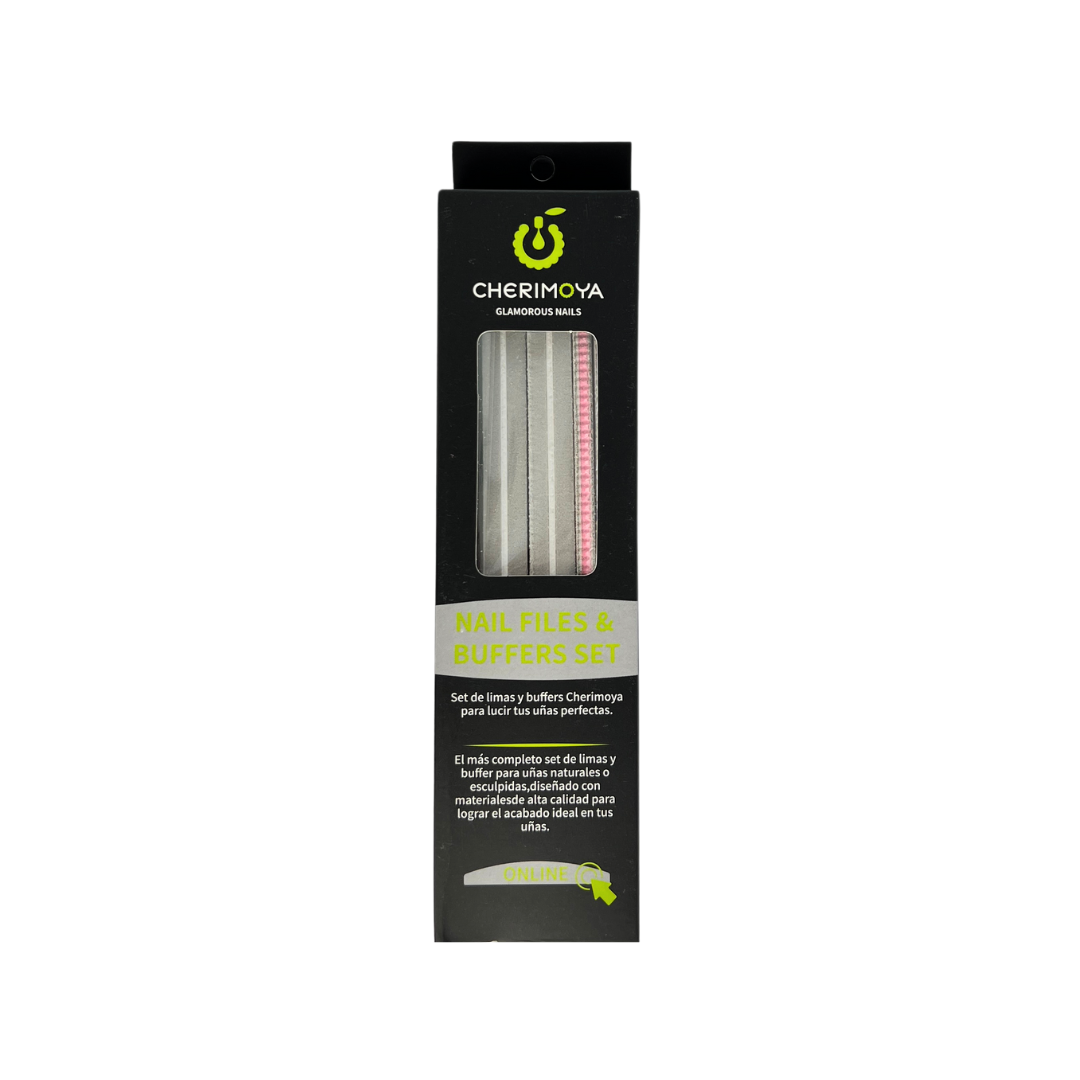 CHERIMOYA
GLAMOROUS NAILS
NAIL FILES &
BUFFERS SET
Set de limas y buffers Cherimoya
para lucir tus uñas perfectas.
El más completo set de limas y
buffer para uñas naturales o
esculpidas,diseñado con
materialesde alta calidad para
lograr el acabado ideal en tus
uñas.
ONLINE